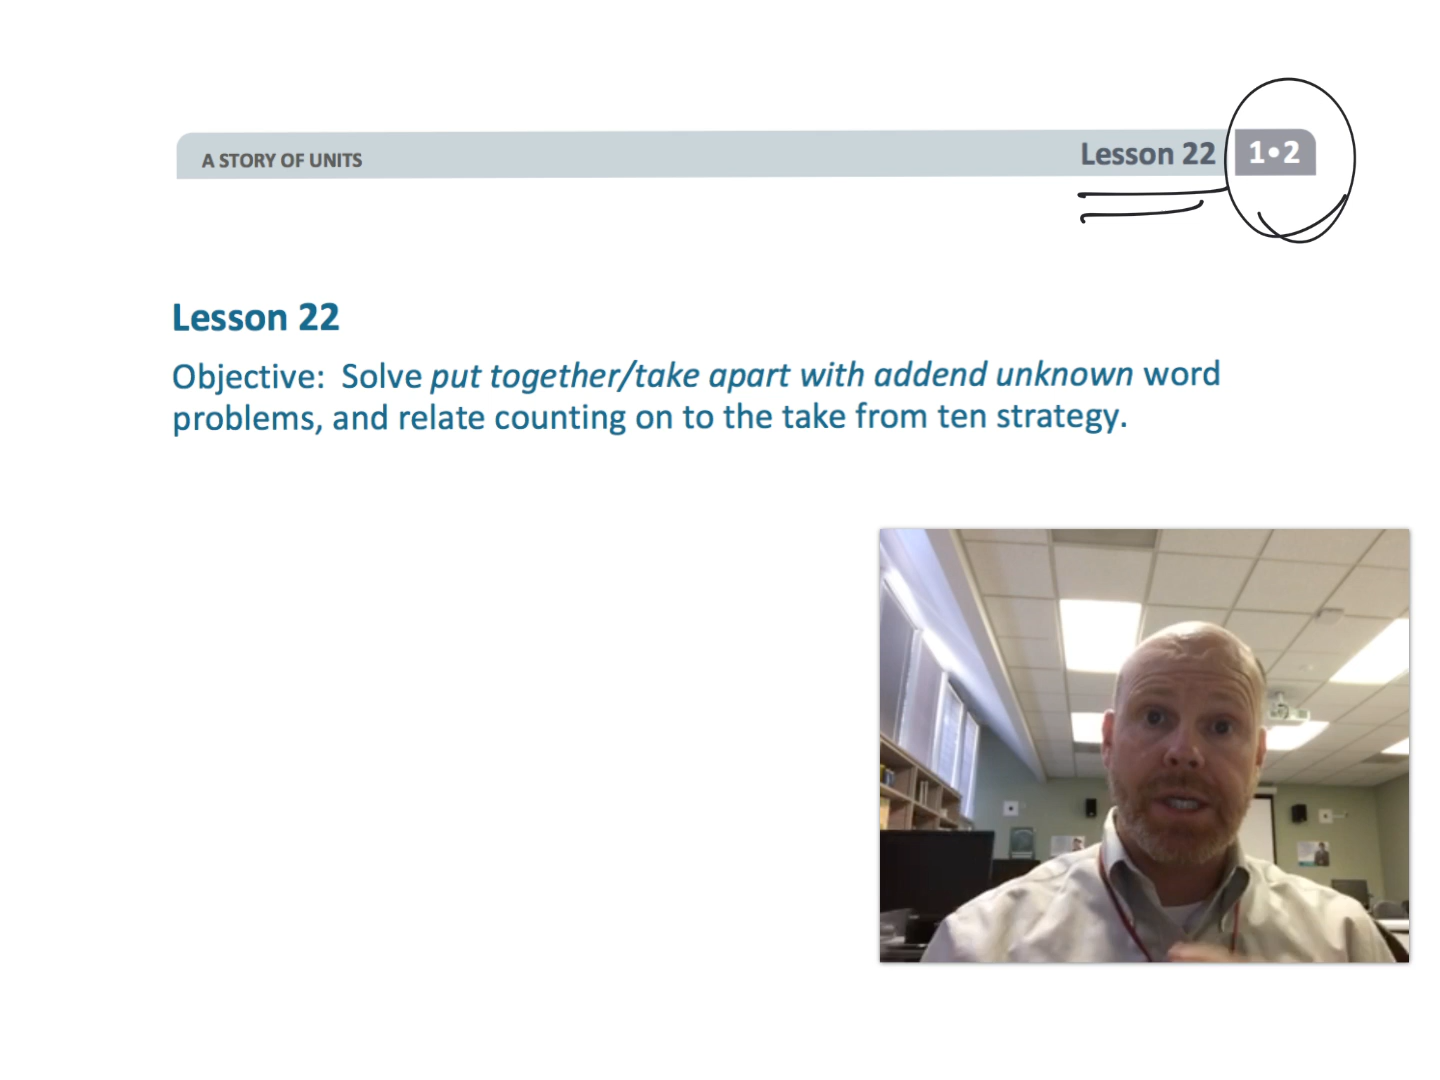 A STORY OF UNITS
Lesson 22 1•2
Lesson 22
Objective: Solve put together/take apart with addend unknown word
problems, and relate counting on to the take from ten strategy.